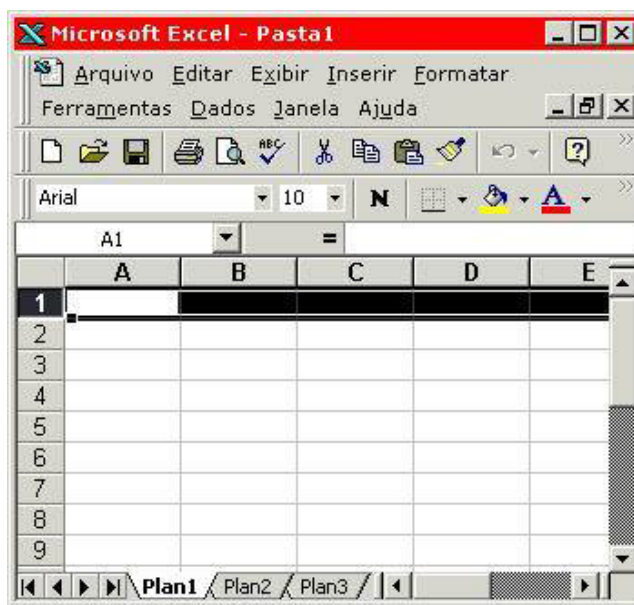 Microsoft Excel - Pasta1
Arquivo Editar Exibir Inserir Formatar
Ferramentas Dados Janela Ajuda
ABC
Arial 10 N A
A1 =
A B C D E
1
2
3
4
5
6
7
8
9
Plan1 Plan2 Plan3